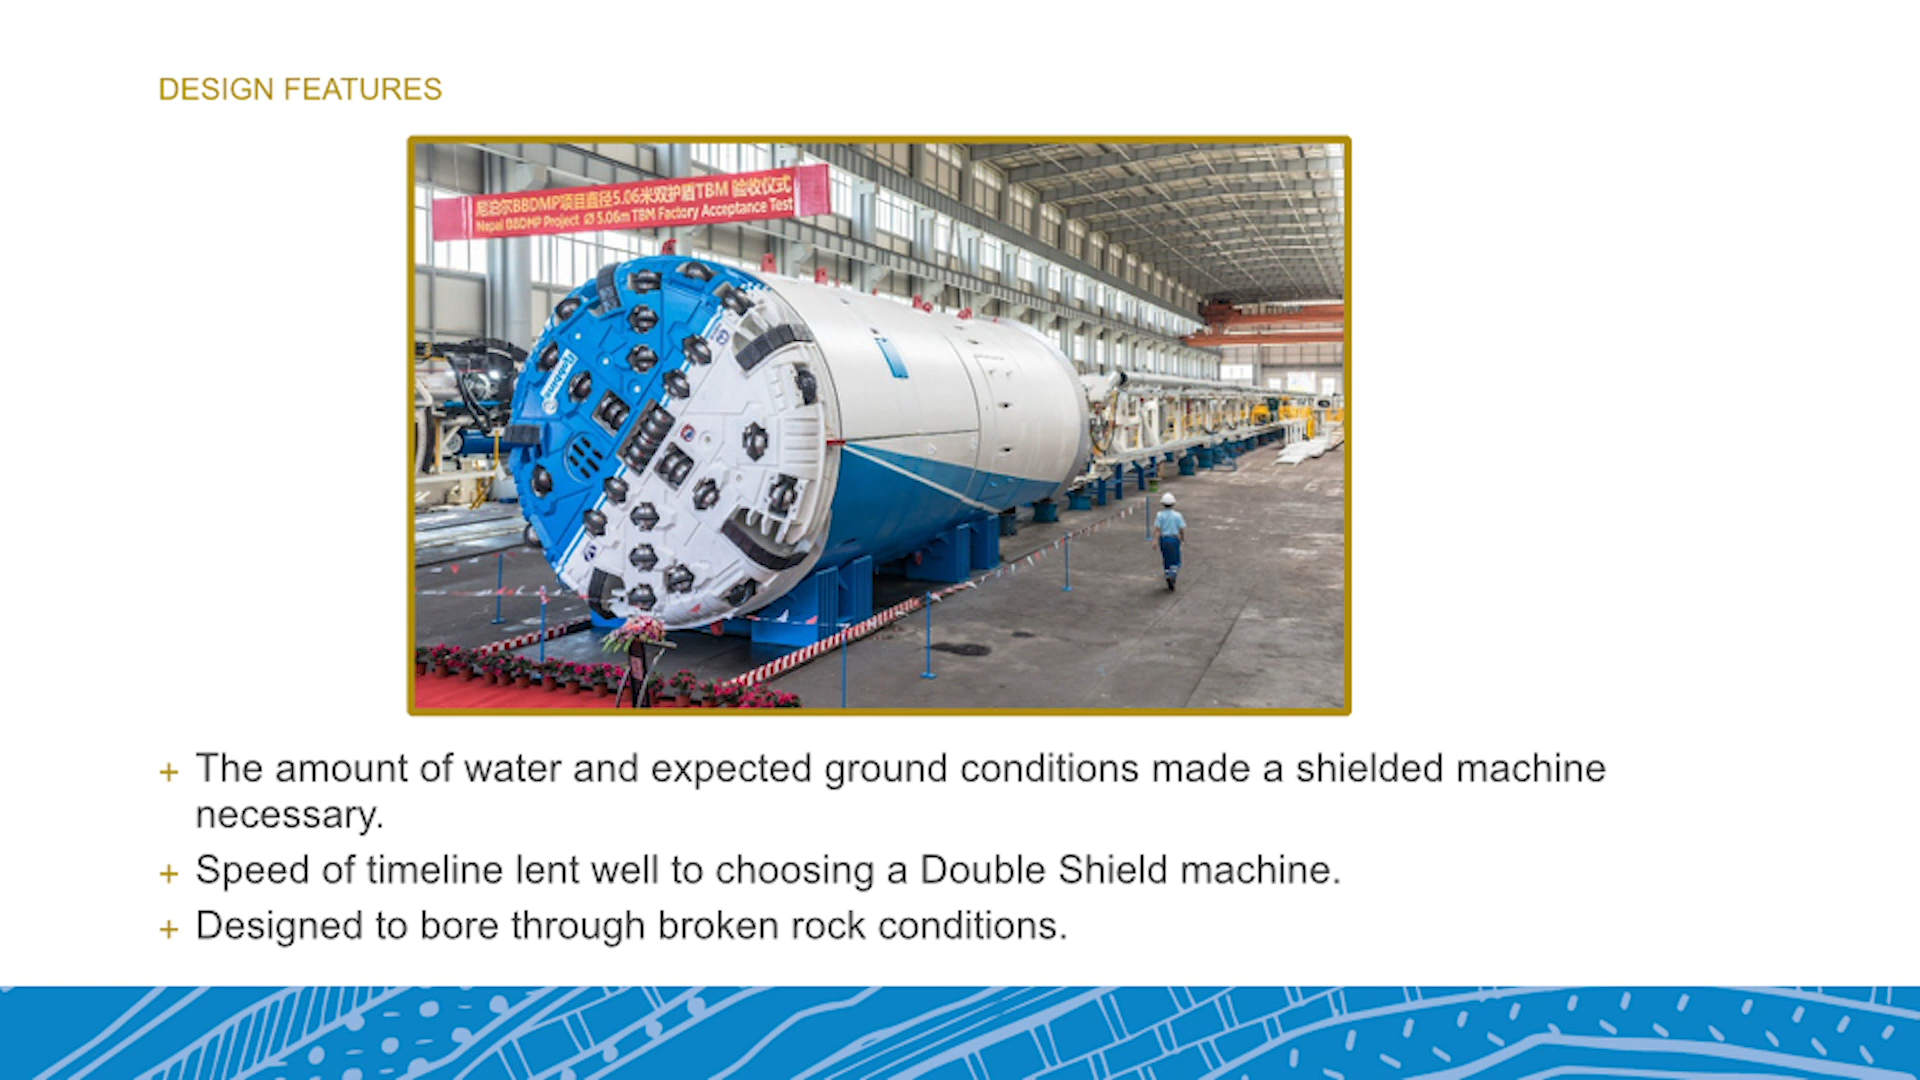 DESIGN FEATURES
尼泊尔BBDMP项目直径5.06米双护盾TBM 验收仪式
Nepal BBDMP Project Ø 5.06m TBM Factory Acceptance Test
Robbins
+ The amount of water and expected ground conditions made a shielded machine
necessary.
+ Speed of timeline lent well to choosing a Double Shield machine.
+ Designed to bore through broken rock conditions.